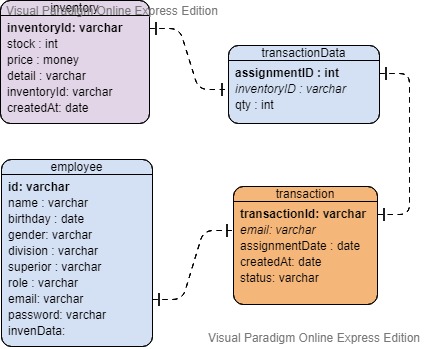 Visual Paradigm Online Express Edition
inventory
inventoryId: varchar
stock : int
price : money
detail : varchar
inventoryId: varchar
createdAt: date
transactionData
assignmentID : int
inventoryID : varchar
qty : int
employee
id: varchar
name : varchar
birthday : date
gender: varchar
division : varchar
superior : varchar
role : varchar
email: varchar
password: varchar
invenData:
transaction
transactionId: varchar
email: varchar
assignmentDate : date
createdAt: date
status: varchar
Visual Paradigm Online Express Edition